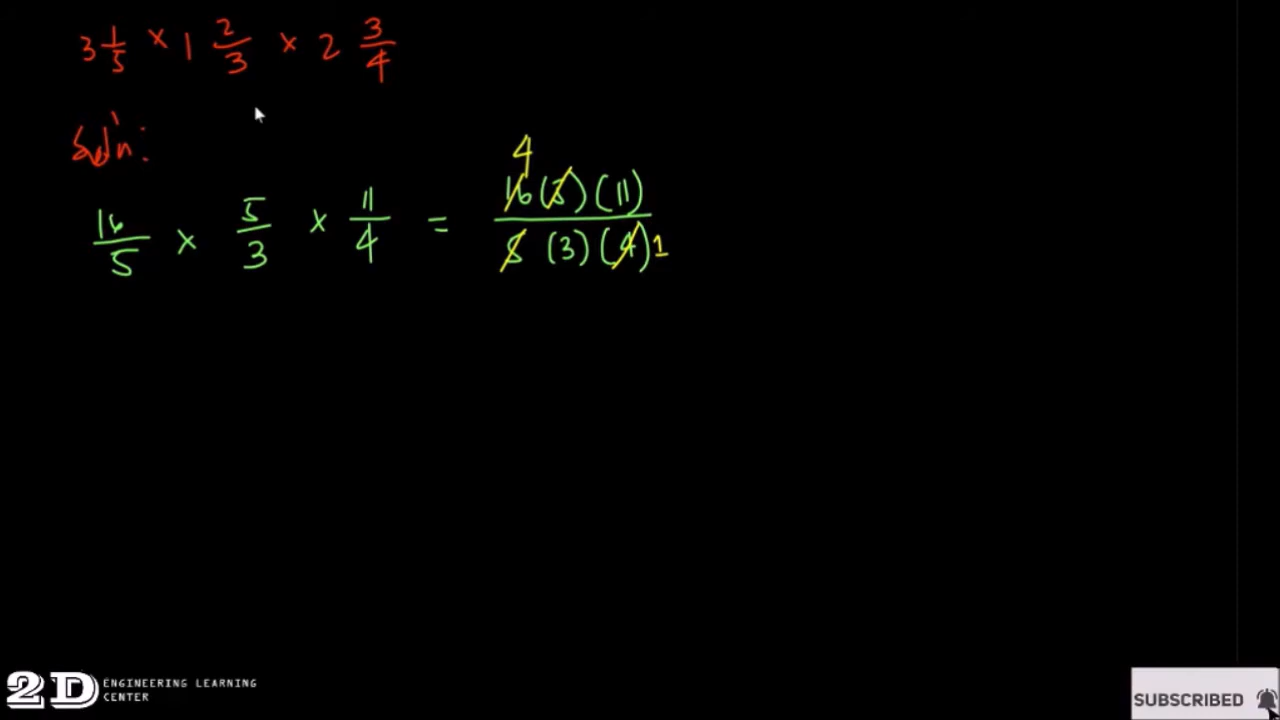 3 1/5 × 1 2/3 × 2 3/4
Sol'n:
4
16/5 × 5/3 × 11/4 = 16(5)(11)/5(3)(4) 1
2D ENGINEERING LEARNING
CENTER
SUBSCRIBED